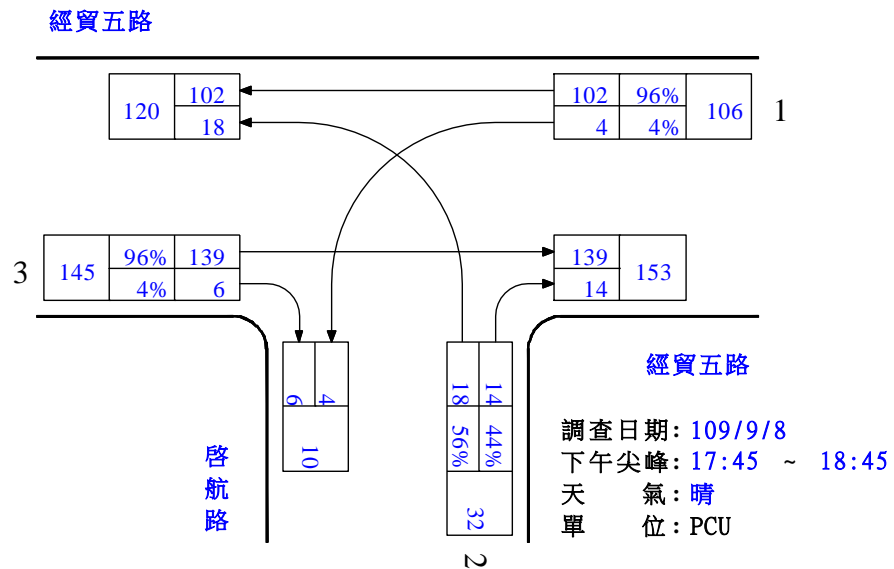 經貿五路
120 102 102 96% 106 1
18 4 4%
3 145 96% 139 139 153
4% 6 14
6 4 18 14
10 56% 44%
32
2
經貿五路
啓航路
調查日期: 109/9/8
下午尖峰: 17:45 ~ 18:45
天 氣: 晴
單 位: PCU